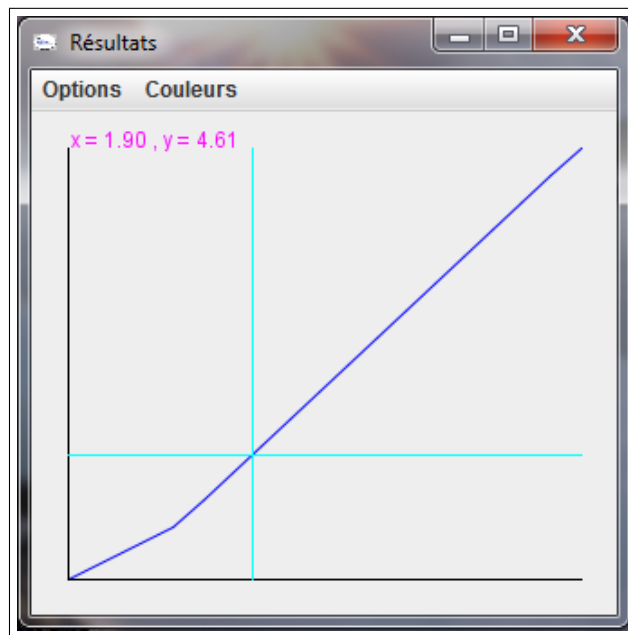 Résultats
Options Couleurs
x = 1.90 , y = 4.61